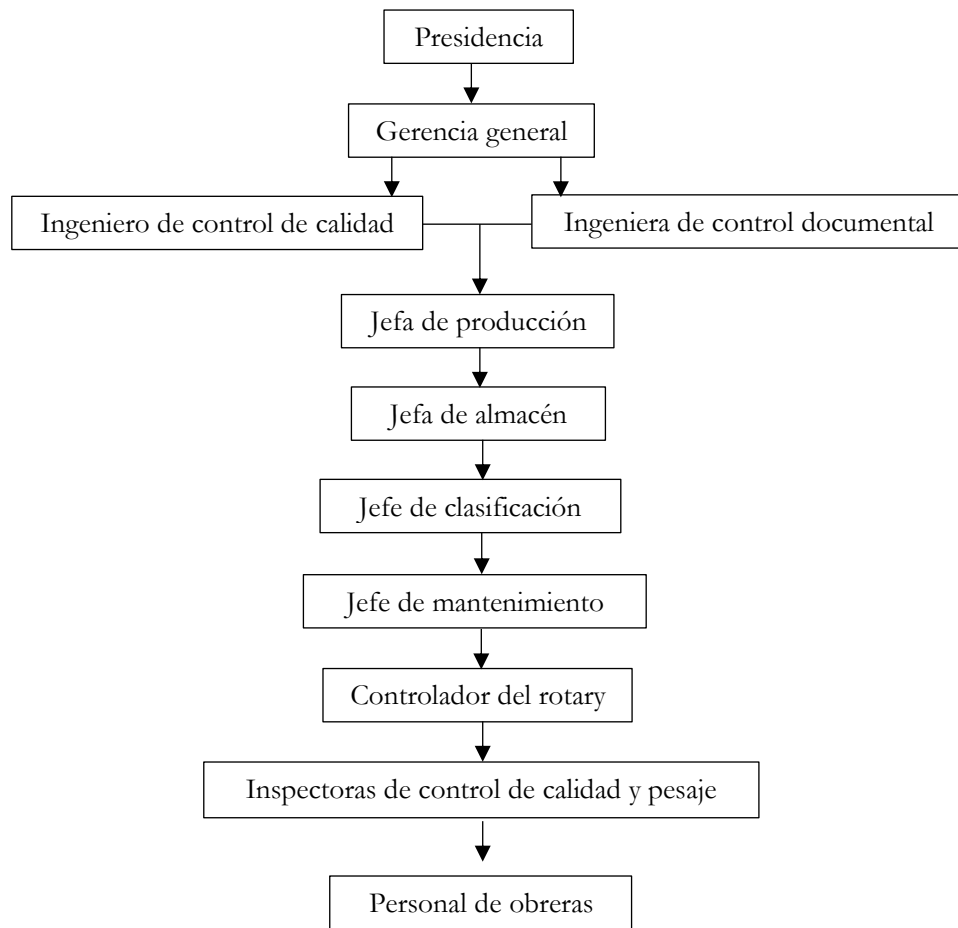 Presidencia
Gerencia general
Ingeniero de control de calidad
Ingeniera de control documental
Jefa de producción
Jefa de almacén
Jefe de clasificación
Jefe de mantenimiento
Controlador del rotary
Inspectoras de control de calidad y pesaje
Personal de obreras